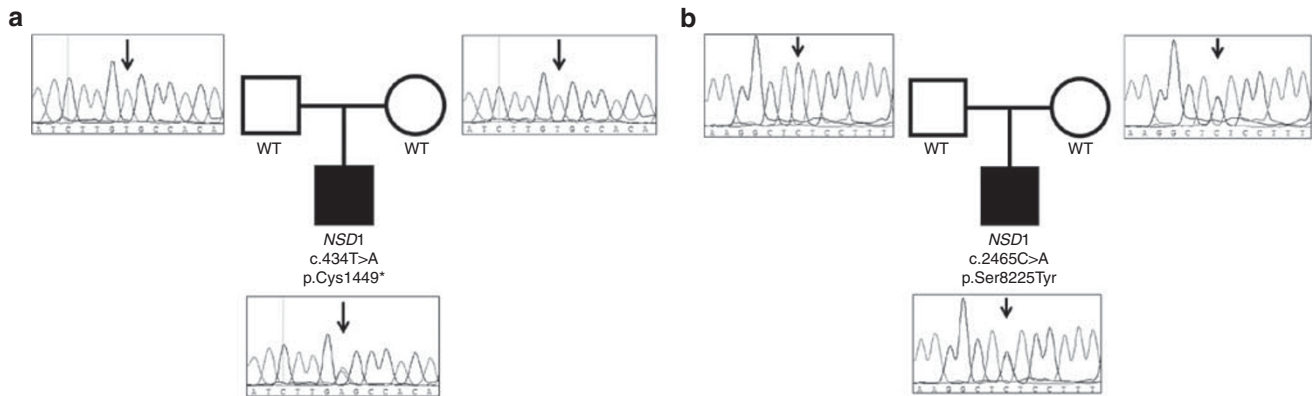 a
b
A T C T T G T G C C A C A
A T C T T G T G C C A C A
WT
WT
NSD1
c.434T>A
p.Cys1449*
A T C T T G A G C C A C A
A A G G C T C T C C T T T
A A G G C T C T C C T T T
WT
WT
NSD1
c.2465C>A
p.Ser8225Tyr
A A G G C T C T C C T T T